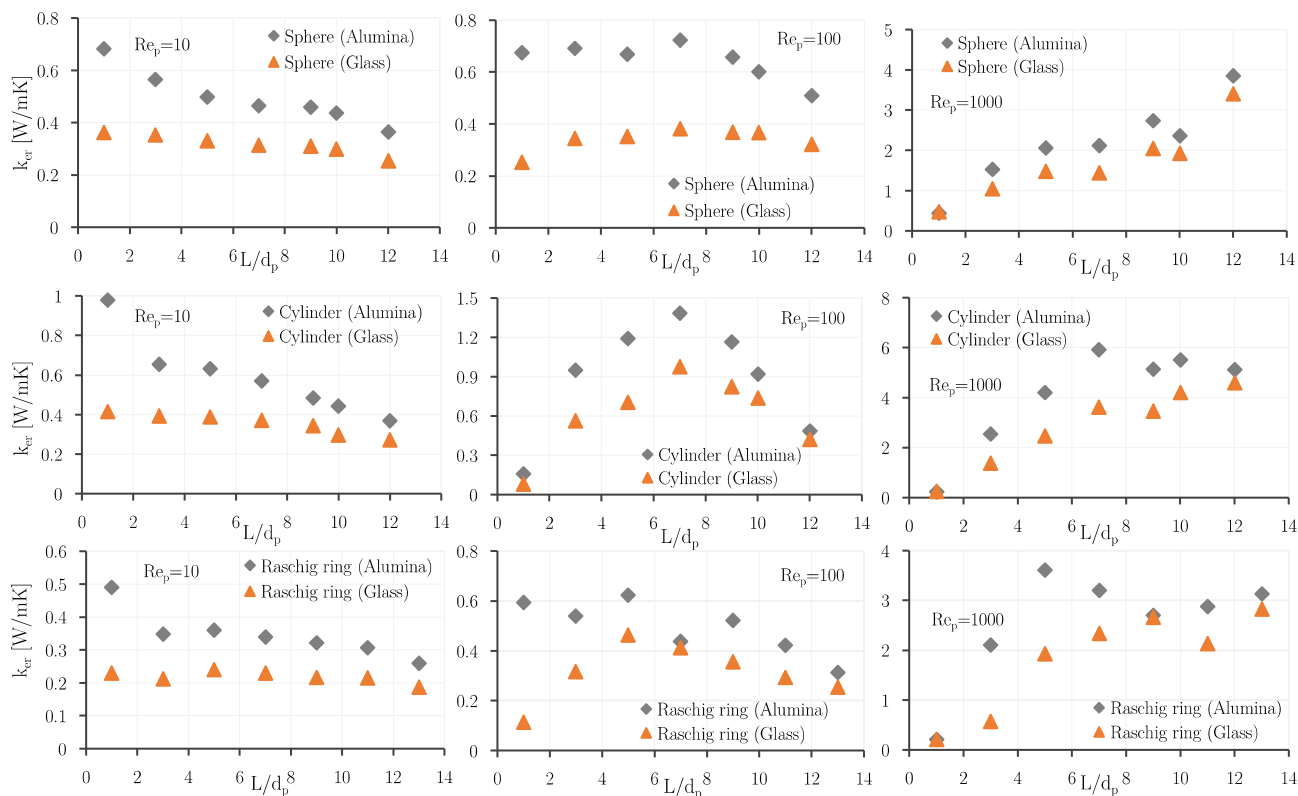 0.8
0.6
0.4
0.2
0
k_er [W/mK]
Re_p=10
Sphere (Alumina)
Sphere (Glass)
0 2 4 6 8 10 12 14
L/d_p
0.8
0.6
0.4
0.2
0
Re_p=100
Sphere (Alumina)
Sphere (Glass)
0 2 4 6 8 10 12 14
L/d_p
5
4
3
2
1
0
Sphere (Alumina)
Sphere (Glass)
Re_p=1000
0 2 4 6 8 10 12 14
L/d_p
1
0.8
0.6
0.4
0.2
0
k_er [W/mK]
Re_p=10
Cylinder (Alumina)
Cylinder (Glass)
0 2 4 6 8 10 12 14
L/d_p
1.5
1.2
0.9
0.6
0.3
0
Re_p=100
Cylinder (Alumina)
Cylinder (Glass)
0 2 4 6 8 10 12 14
L/d_p
8
6
4
2
0
Cylinder (Alumina)
Cylinder (Glass)
Re_p=1000
0 2 4 6 8 10 12 14
L/d_p
0.6
0.5
0.4
0.3
0.2
0.1
0
k_er [W/mK]
Re_p=10
Raschig ring (Alumina)
Raschig ring (Glass)
0 2 4 6 8 10 12 14
L/d_p
0.8
0.6
0.4
0.2
0
Re_p=100
Raschig ring (Alumina)
Raschig ring (Glass)
0 2 4 6 8 10 12 14
L/d_p
4
3
2
1
0
Re_p=1000
Raschig ring (Alumina)
Raschig ring (Glass)
0 2 4 6 8 10 12 14
L/d_p